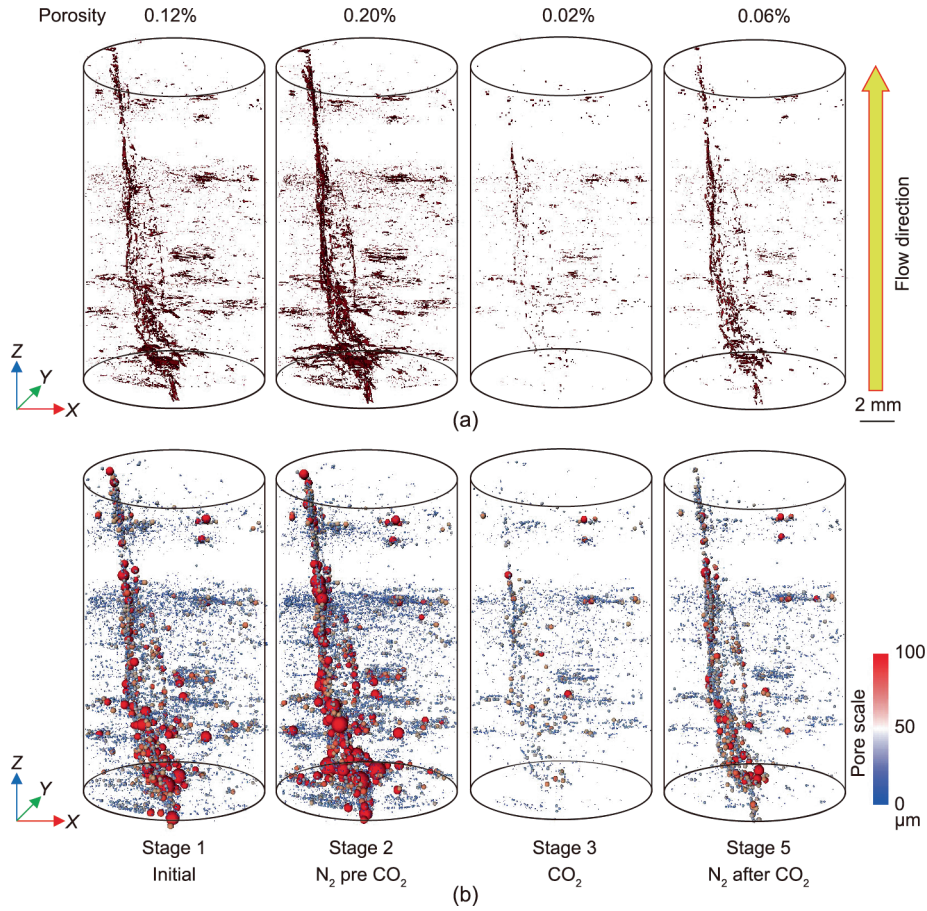 Porosity 0.12% 0.20% 0.02% 0.06%
Flow direction
Z
Y
X
2 mm
(a)
Z
Y
X
Pore scale
100
50
0
μm
Stage 1 Stage 2 Stage 3 Stage 5
Initial N₂ pre CO₂ CO₂ N₂ after CO₂
(b)